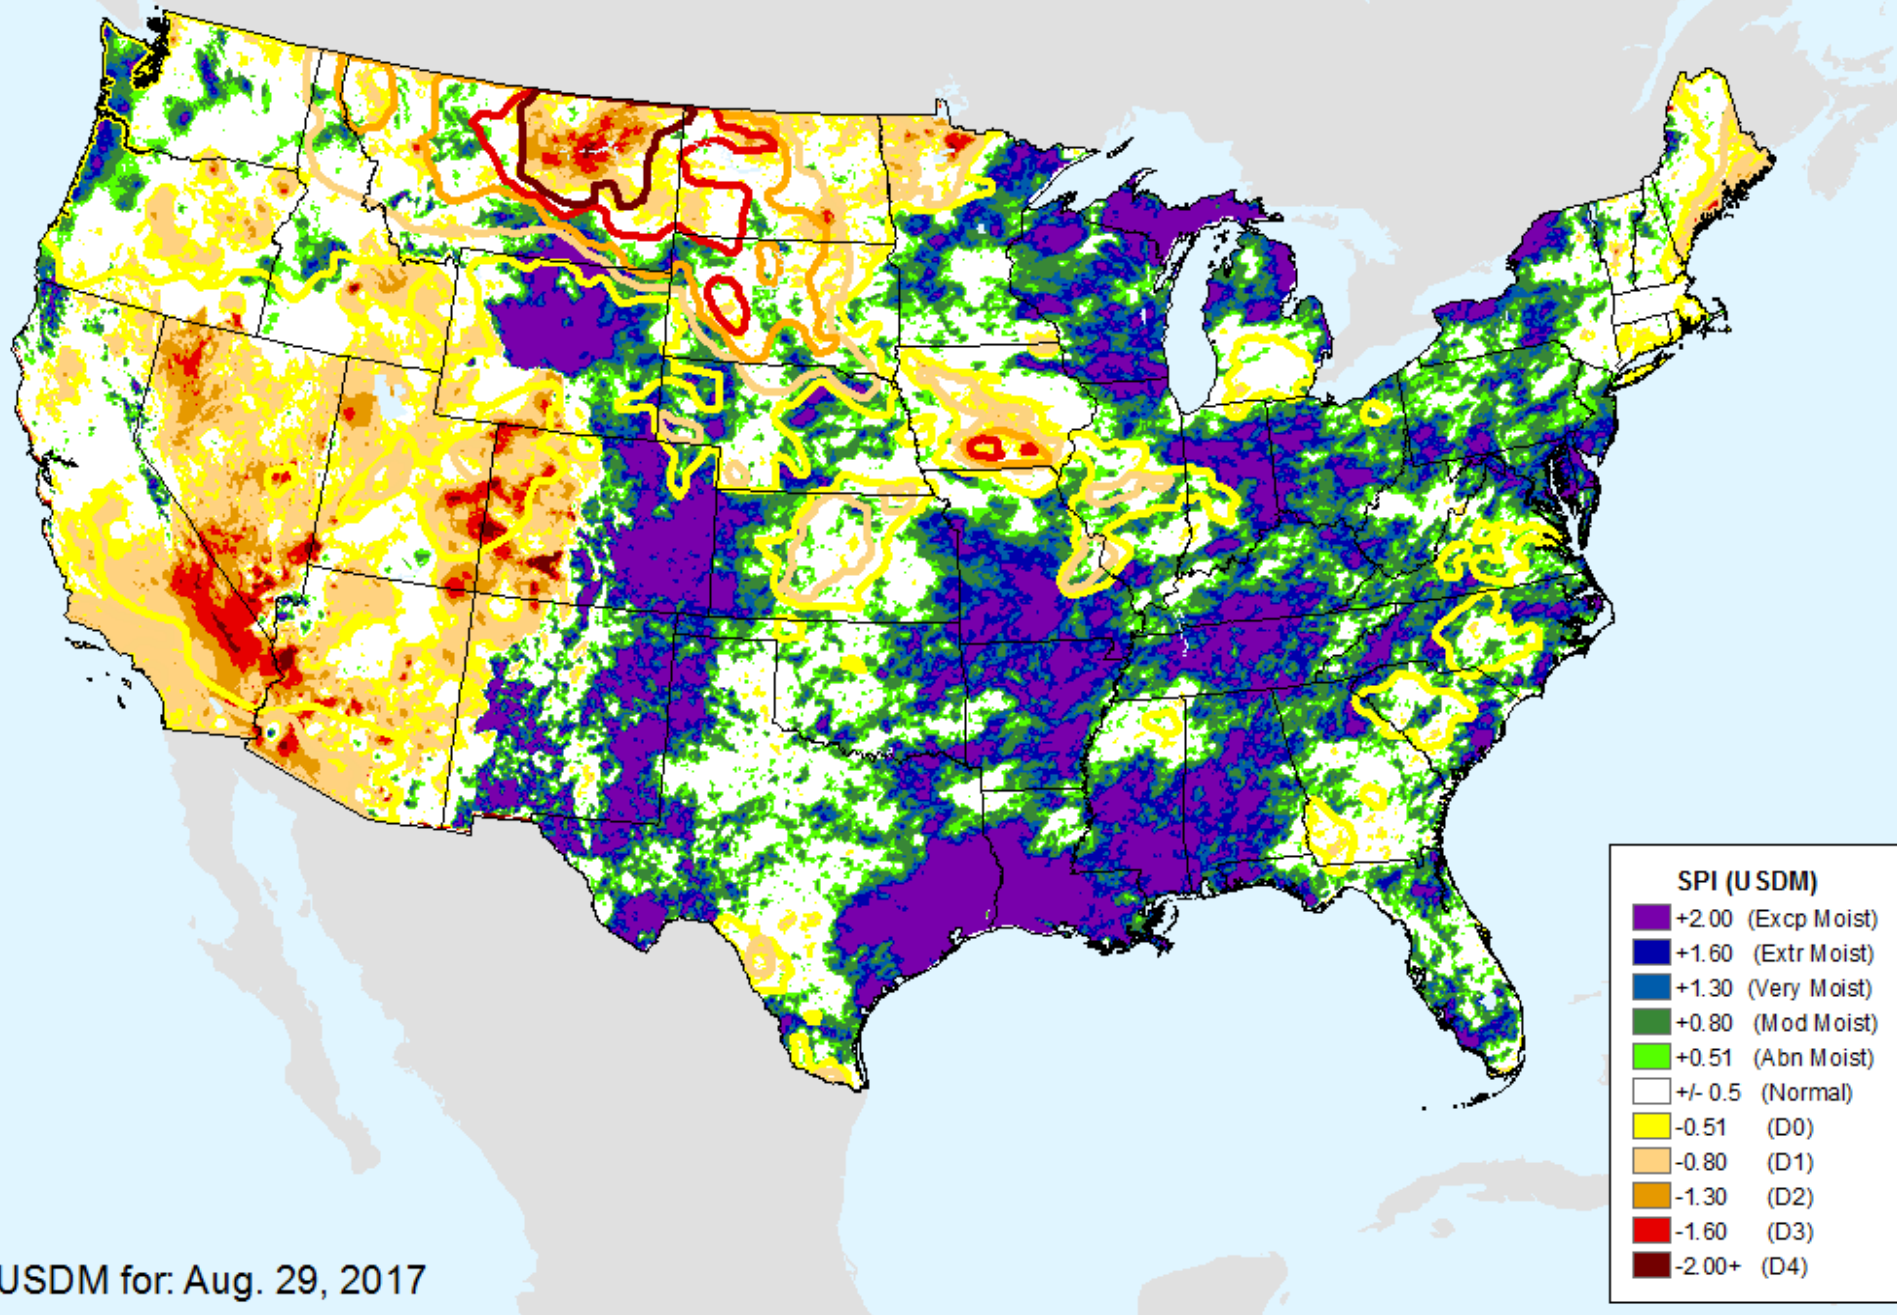 SPI (USDM)
+2.00 (Excp Moist)
+1.60 (Extr Moist)
+1.30 (Very Moist)
+0.80 (Mod Moist)
+0.51 (Abn Moist)
+/- 0.5 (Normal)
-0.51 (D0)
-0.80 (D1)
-1.30 (D2)
-1.60 (D3)
-2.00+ (D4)
USDM for: Aug. 29, 2017